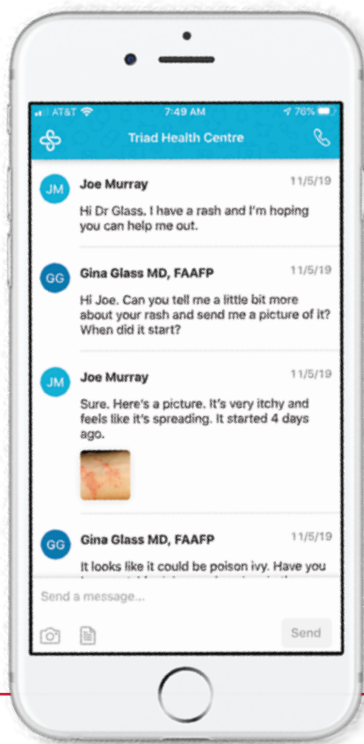 AT&T 7:49 AM 76%
Triad Health Centre
JM Joe Murray 11/5/19
Hi Dr Glass. I have a rash and I'm hoping
you can help me out.
GG Gina Glass MD, FAAFP 11/5/19
Hi Joe. Can you tell me a little bit more
about your rash and send me a picture of it?
When did it start?
JM Joe Murray 11/5/19
Sure. Here's a picture. It's very itchy and
feels like it's spreading. It started 4 days
ago.
GG Gina Glass MD, FAAFP 11/5/19
It looks like it could be poison ivy. Have you
Send a message...
Send